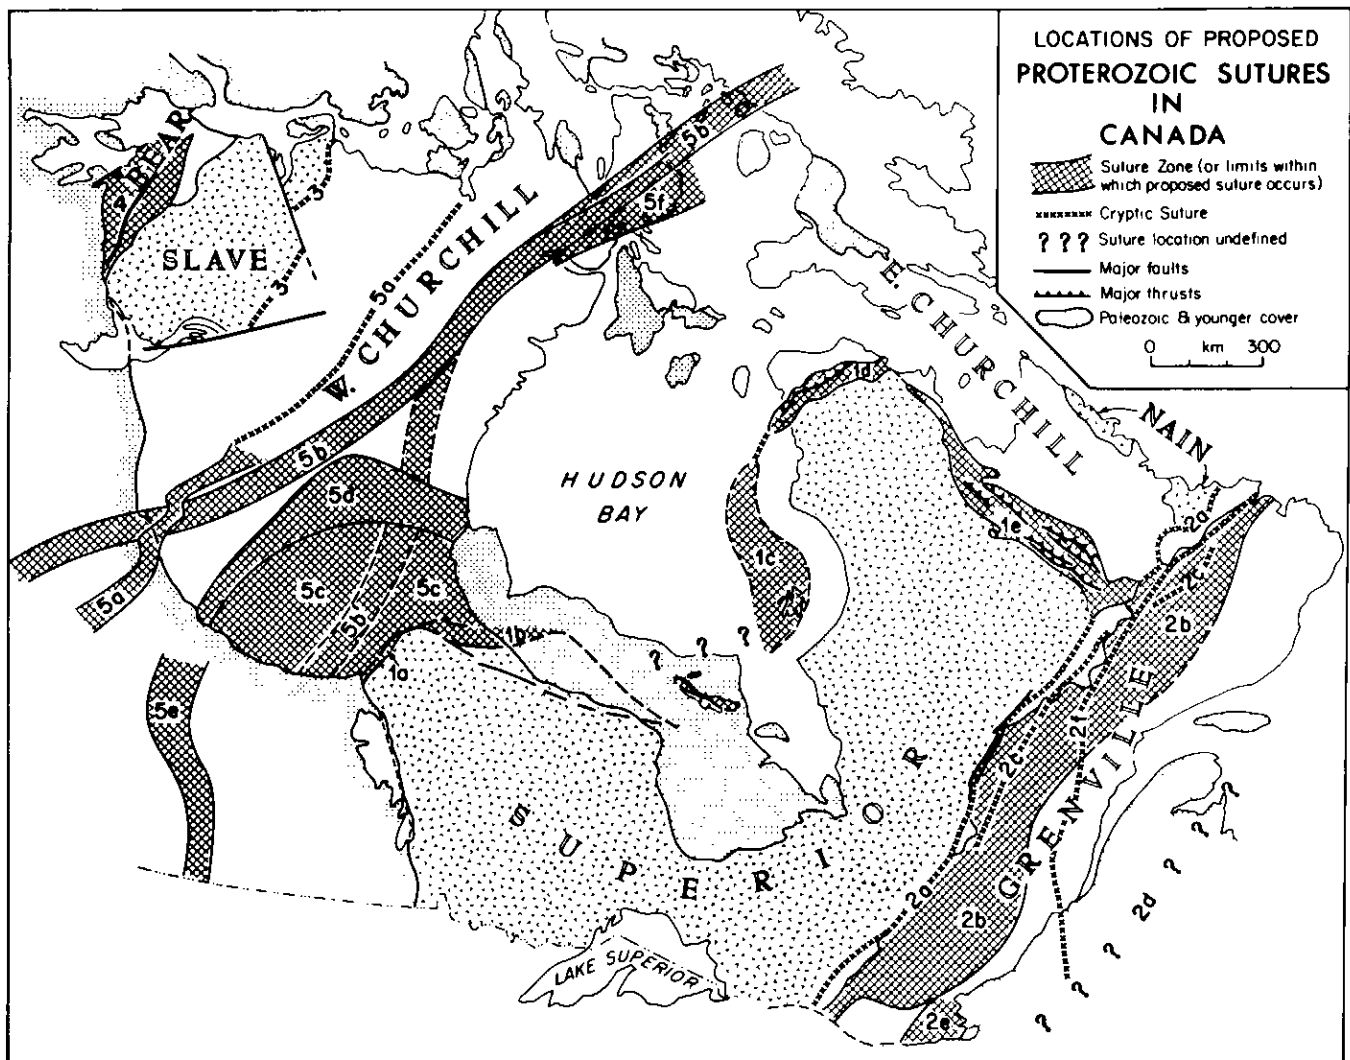 LOCATIONS OF PROPOSED
PROTEROZOIC SUTURES
IN
CANADA
Suture Zone (or limits within
which proposed suture occurs)
Cryptic Suture
? ? ? Suture location undefined
Major faults
Major thrusts
Paleozoic & younger cover
0 km 300
BEAR
4
SLAVE
3
3
5a
W. CHURCHILL
5b
5f
E. CHURCHILL
NAIN
1d
5b
5d
HUDSON
BAY
1e
2a
2c
1c
5c
5c
5b
5a
1b
1a
? ? ?
2b
5e
2c
2f
GRENVILLE
SUPERIOR
2a
2b
2d
? ? ? ? ?
LAKE SUPERIOR
2e